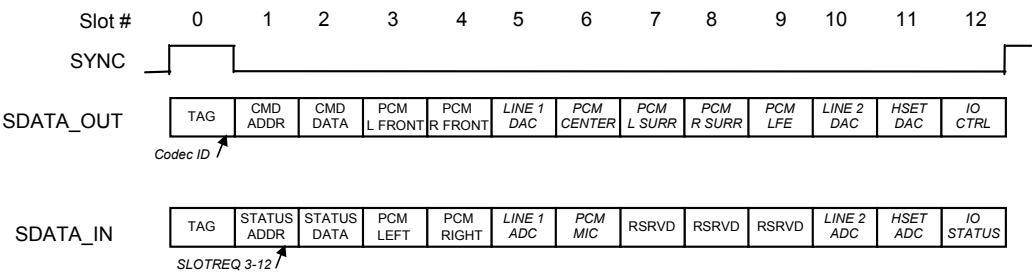 Slot # 0 1 2 3 4 5 6 7 8 9 10 11 12
SYNC
SDATA_OUT TAG CMD ADDR CMD DATA PCM L FRONT PCM R FRONT LINE 1 DAC PCM CENTER PCM L SURR PCM R SURR PCM LFE LINE 2 DAC HSET DAC IO CTRL
Codec ID
SDATA_IN TAG STATUS ADDR STATUS DATA PCM LEFT PCM RIGHT LINE 1 ADC PCM MIC RSRVD RSRVD RSRVD LINE 2 ADC HSET ADC IO STATUS
SLOTREQ 3-12